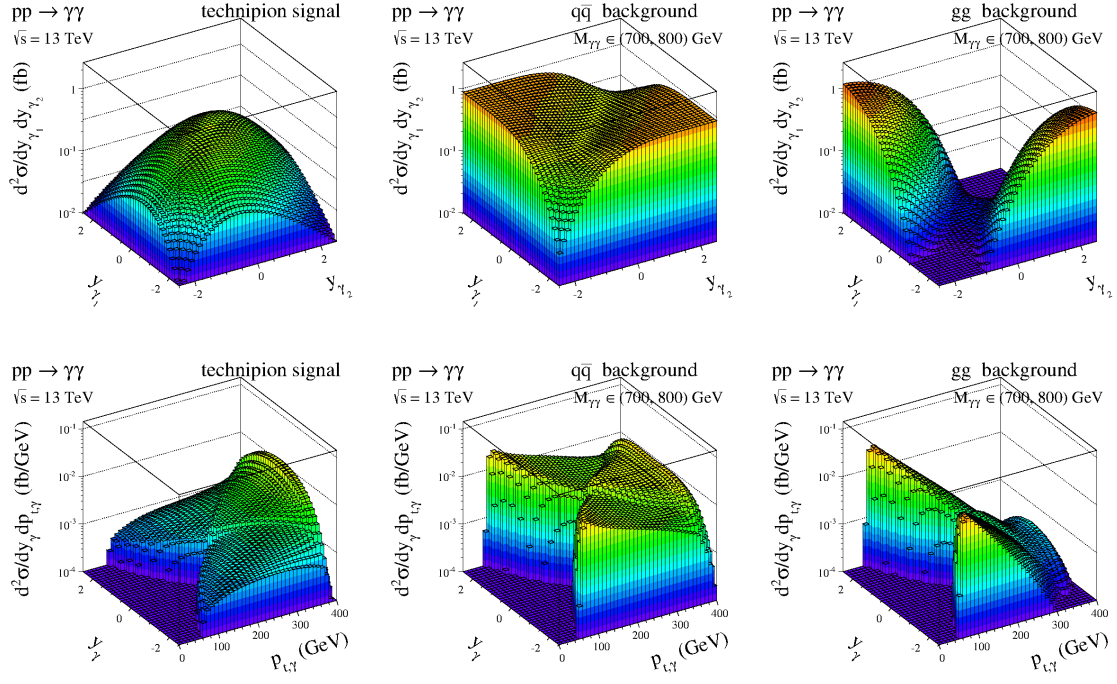 pp → γγ technipion signal
√s = 13 TeV
d²σ/dy_γ₁ dy_γ₂ (fb)
1
10⁻¹
10⁻²
2
0
-2
y_γ₁
-2
0
2
y_γ₂
pp → γγ qq̅ background
√s = 13 TeV M_γγ ∈ (700, 800) GeV
d²σ/dy_γ₁ dy_γ₂ (fb)
1
10⁻¹
10⁻²
2
0
-2
y_γ₁
-2
0
2
y_γ₂
pp → γγ gg background
√s = 13 TeV M_γγ ∈ (700, 800) GeV
d²σ/dy_γ₁ dy_γ₂ (fb)
1
10⁻¹
10⁻²
2
0
-2
y_γ₁
-2
0
2
y_γ₂
pp → γγ technipion signal
√s = 13 TeV
d²σ/dy_γ dp_t,γ (fb/GeV)
10⁻¹
10⁻²
10⁻³
10⁻⁴
2
0
-2
y_γ
0
100
200
300
400
p_t,γ (GeV)
pp → γγ qq̅ background
√s = 13 TeV M_γγ ∈ (700, 800) GeV
d²σ/dy_γ dp_t,γ (fb/GeV)
10⁻¹
10⁻²
10⁻³
10⁻⁴
2
0
-2
y_γ
0
100
200
300
400
p_t,γ (GeV)
pp → γγ gg background
√s = 13 TeV M_γγ ∈ (700, 800) GeV
d²σ/dy_γ dp_t,γ (fb/GeV)
10⁻¹
10⁻²
10⁻³
10⁻⁴
2
0
-2
y_γ
0
100
200
300
400
p_t,γ (GeV)